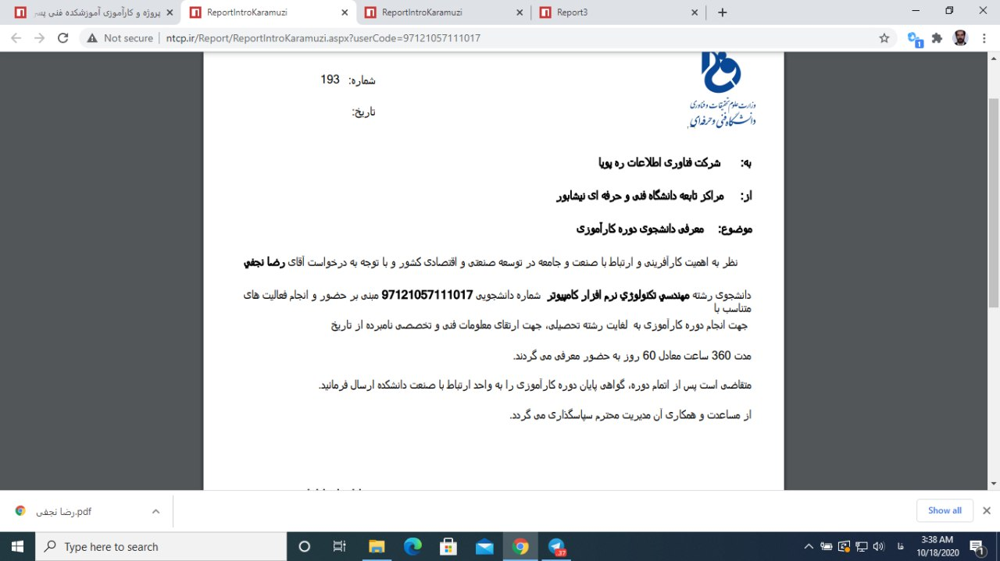 پروژه و کارآموزی آموزشکده فنی پسر
ReportIntroKaramuzi
ReportIntroKaramuzi
Report3
Not secure
ntcp.ir/Report/ReportIntroKaramuzi.aspx?userCode=97121057111017
1
شماره: 193
وزارت علوم تحقیقات و فناوری
تاریخ:
دانشگاه فنی و حرفه‌ای
به: شرکت فناوری اطلاعات ره پویا
از: مراکز تابعه دانشگاه فنی و حرفه ای نیشابور
موضوع: معرفی دانشجوی دوره کارآموزی
نظر به اهمیت کارآفرینی و ارتباط با صنعت و جامعه در توسعه صنعتی و اقتصادی کشور و با توجه به درخواست آقای رضا نجفي
دانشجوی رشته مهندسي تکنولوژي نرم افزار کامپیوتر شماره دانشجویی 97121057111017 مبنی بر حضور و انجام فعالیت های
متناسب با
جهت انجام دوره کارآموزی به لغایت رشته تحصیلی، جهت ارتقای معلومات فنی و تخصصی نامبرده از تاریخ
مدت 360 ساعت معادل 60 روز به حضور معرفی می گردند.
متقاضی است پس از اتمام دوره، گواهی پایان دوره کارآموزی را به واحد ارتباط با صنعت دانشکده ارسال فرمائید.
از مساعدت و همکاری آن مدیریت محترم سپاسگذاری می گردد.
رضا نجفی.pdf
Show all
Type here to search
37
فا
3:38 AM
10/18/2020
1